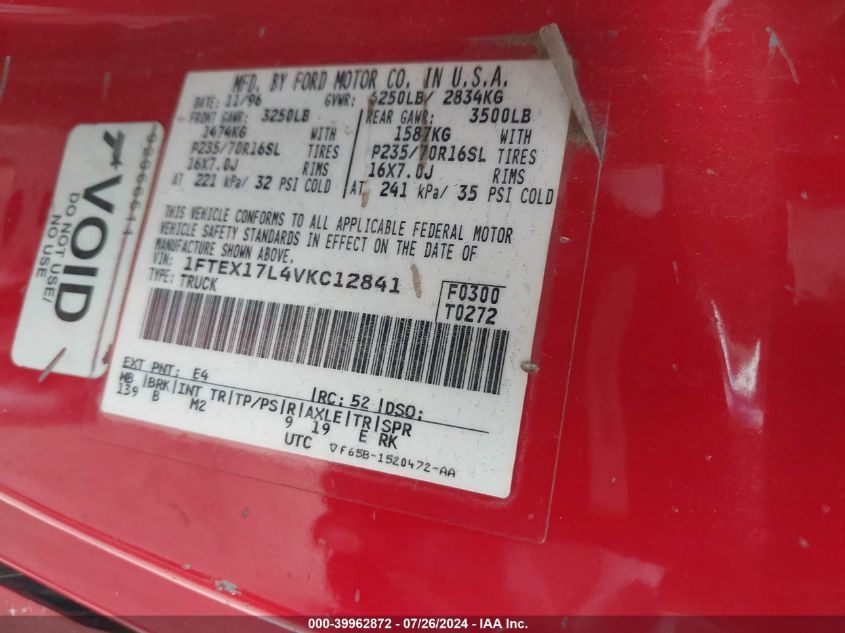 MFD. BY FORD MOTOR CO. IN U.S.A.
DATE: 11/96 GVWR: 6250LB/ 2834KG
FRONT GAWR: 3250LB REAR GAWR: 3500LB
1474KG WITH 1587KG WITH
P235/70R16SL TIRES P235/70R16SL TIRES
16X7.0J RIMS 16X7.0J RIMS
AT 221 kPa/ 32 PSI COLD AT 241 kPa/ 35 PSI COLD
THIS VEHICLE CONFORMS TO ALL APPLICABLE FEDERAL MOTOR
VEHICLE SAFETY STANDARDS IN EFFECT ON THE DATE OF
MANUFACTURE SHOWN ABOVE.
VIN: 1FTEX17L4VKC12841
TYPE: TRUCK
F0300
T0272
EXT PNT: E4 RC: 52 DSO:
WB BRK INT TR TP/PS R AXLE TR SPR
139 B M2 9 19 E RK
UTC ▽F65B-1520472-AA
VOID
DO NOT USE/
NO USE
000-39962872 - 07/26/2024 - IAA Inc.